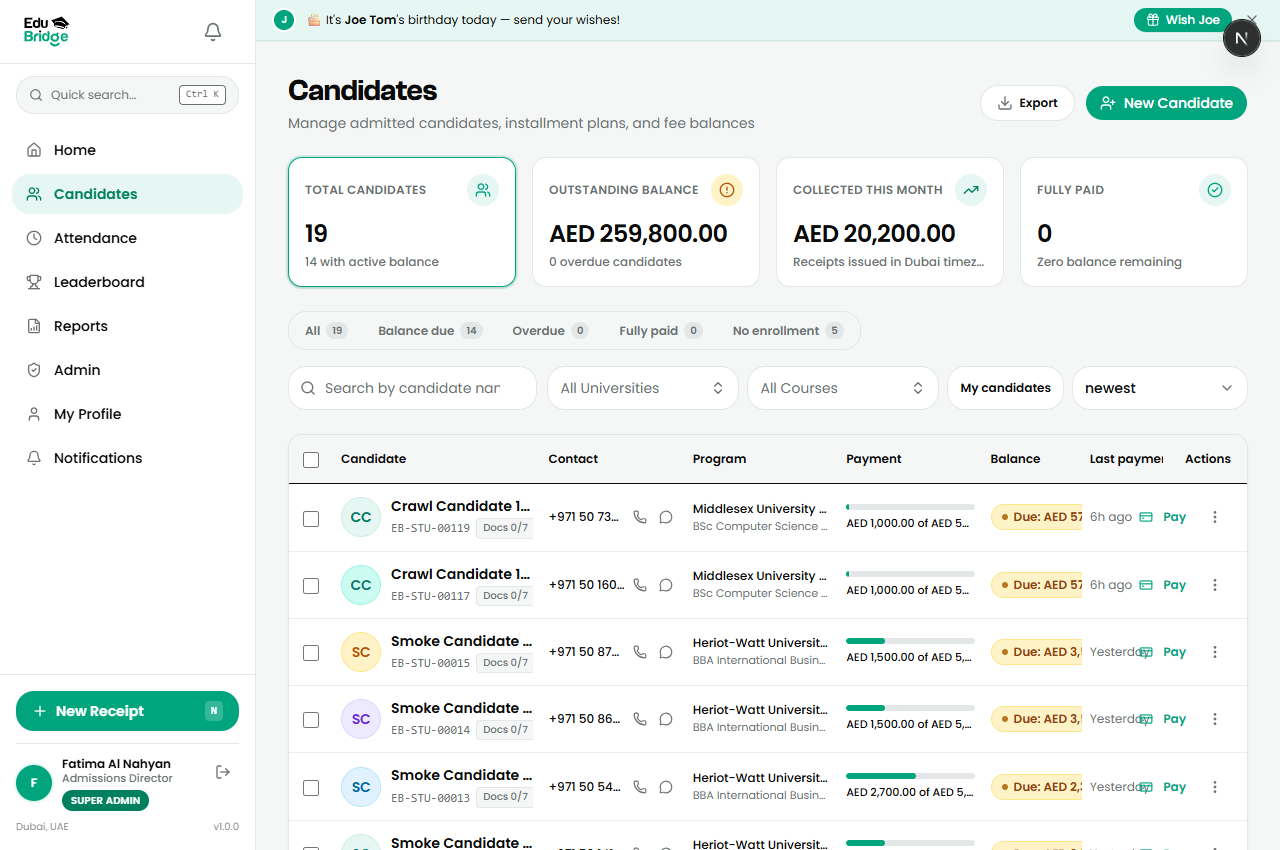 Edu
Bridge
J
🎂 It's Joe Tom's birthday today — send your wishes!
Wish Joe
N
Quick search...
Ctrl K
Home
Candidates
Attendance
Leaderboard
Reports
Admin
My Profile
Notifications
New Receipt
N
F
Fatima Al Nahyan
Admissions Director
SUPER ADMIN
Dubai, UAE
v1.0.0
Candidates
Manage admitted candidates, installment plans, and fee balances
Export
New Candidate
TOTAL CANDIDATES
19
14 with active balance
OUTSTANDING BALANCE
AED 259,800.00
0 overdue candidates
COLLECTED THIS MONTH
AED 20,200.00
Receipts issued in Dubai timez…
FULLY PAID
0
Zero balance remaining
All 19
Balance due 14
Overdue 0
Fully paid 0
No enrollment 5
Search by candidate nar
All Universities
All Courses
My candidates
newest
Candidate Contact Program Payment Balance Last paymen Actions
CC
Crawl Candidate 1…
EB-STU-00119 Docs 0/7
+971 50 73…
Middlesex University …
BSc Computer Science …
AED 1,000.00 of AED 5…
Due: AED 57
6h ago
Pay
CC
Crawl Candidate 1…
EB-STU-00117 Docs 0/7
+971 50 160…
Middlesex University …
BSc Computer Science …
AED 1,000.00 of AED 5…
Due: AED 57
6h ago
Pay
SC
Smoke Candidate …
EB-STU-00015 Docs 0/7
+971 50 87…
Heriot-Watt Universit…
BBA International Busin…
AED 1,500.00 of AED 5,…
Due: AED 3,
Yesterday
Pay
SC
Smoke Candidate …
EB-STU-00014 Docs 0/7
+971 50 86…
Heriot-Watt Universit…
BBA International Busin…
AED 1,500.00 of AED 5,…
Due: AED 3,
Yesterday
Pay
SC
Smoke Candidate …
EB-STU-00013 Docs 0/7
+971 50 54…
Heriot-Watt Universit…
BBA International Busin…
AED 2,700.00 of AED 5,…
Due: AED 2,
Yesterday
Pay
Smoke Candidate …
Heriot-Watt Universit…